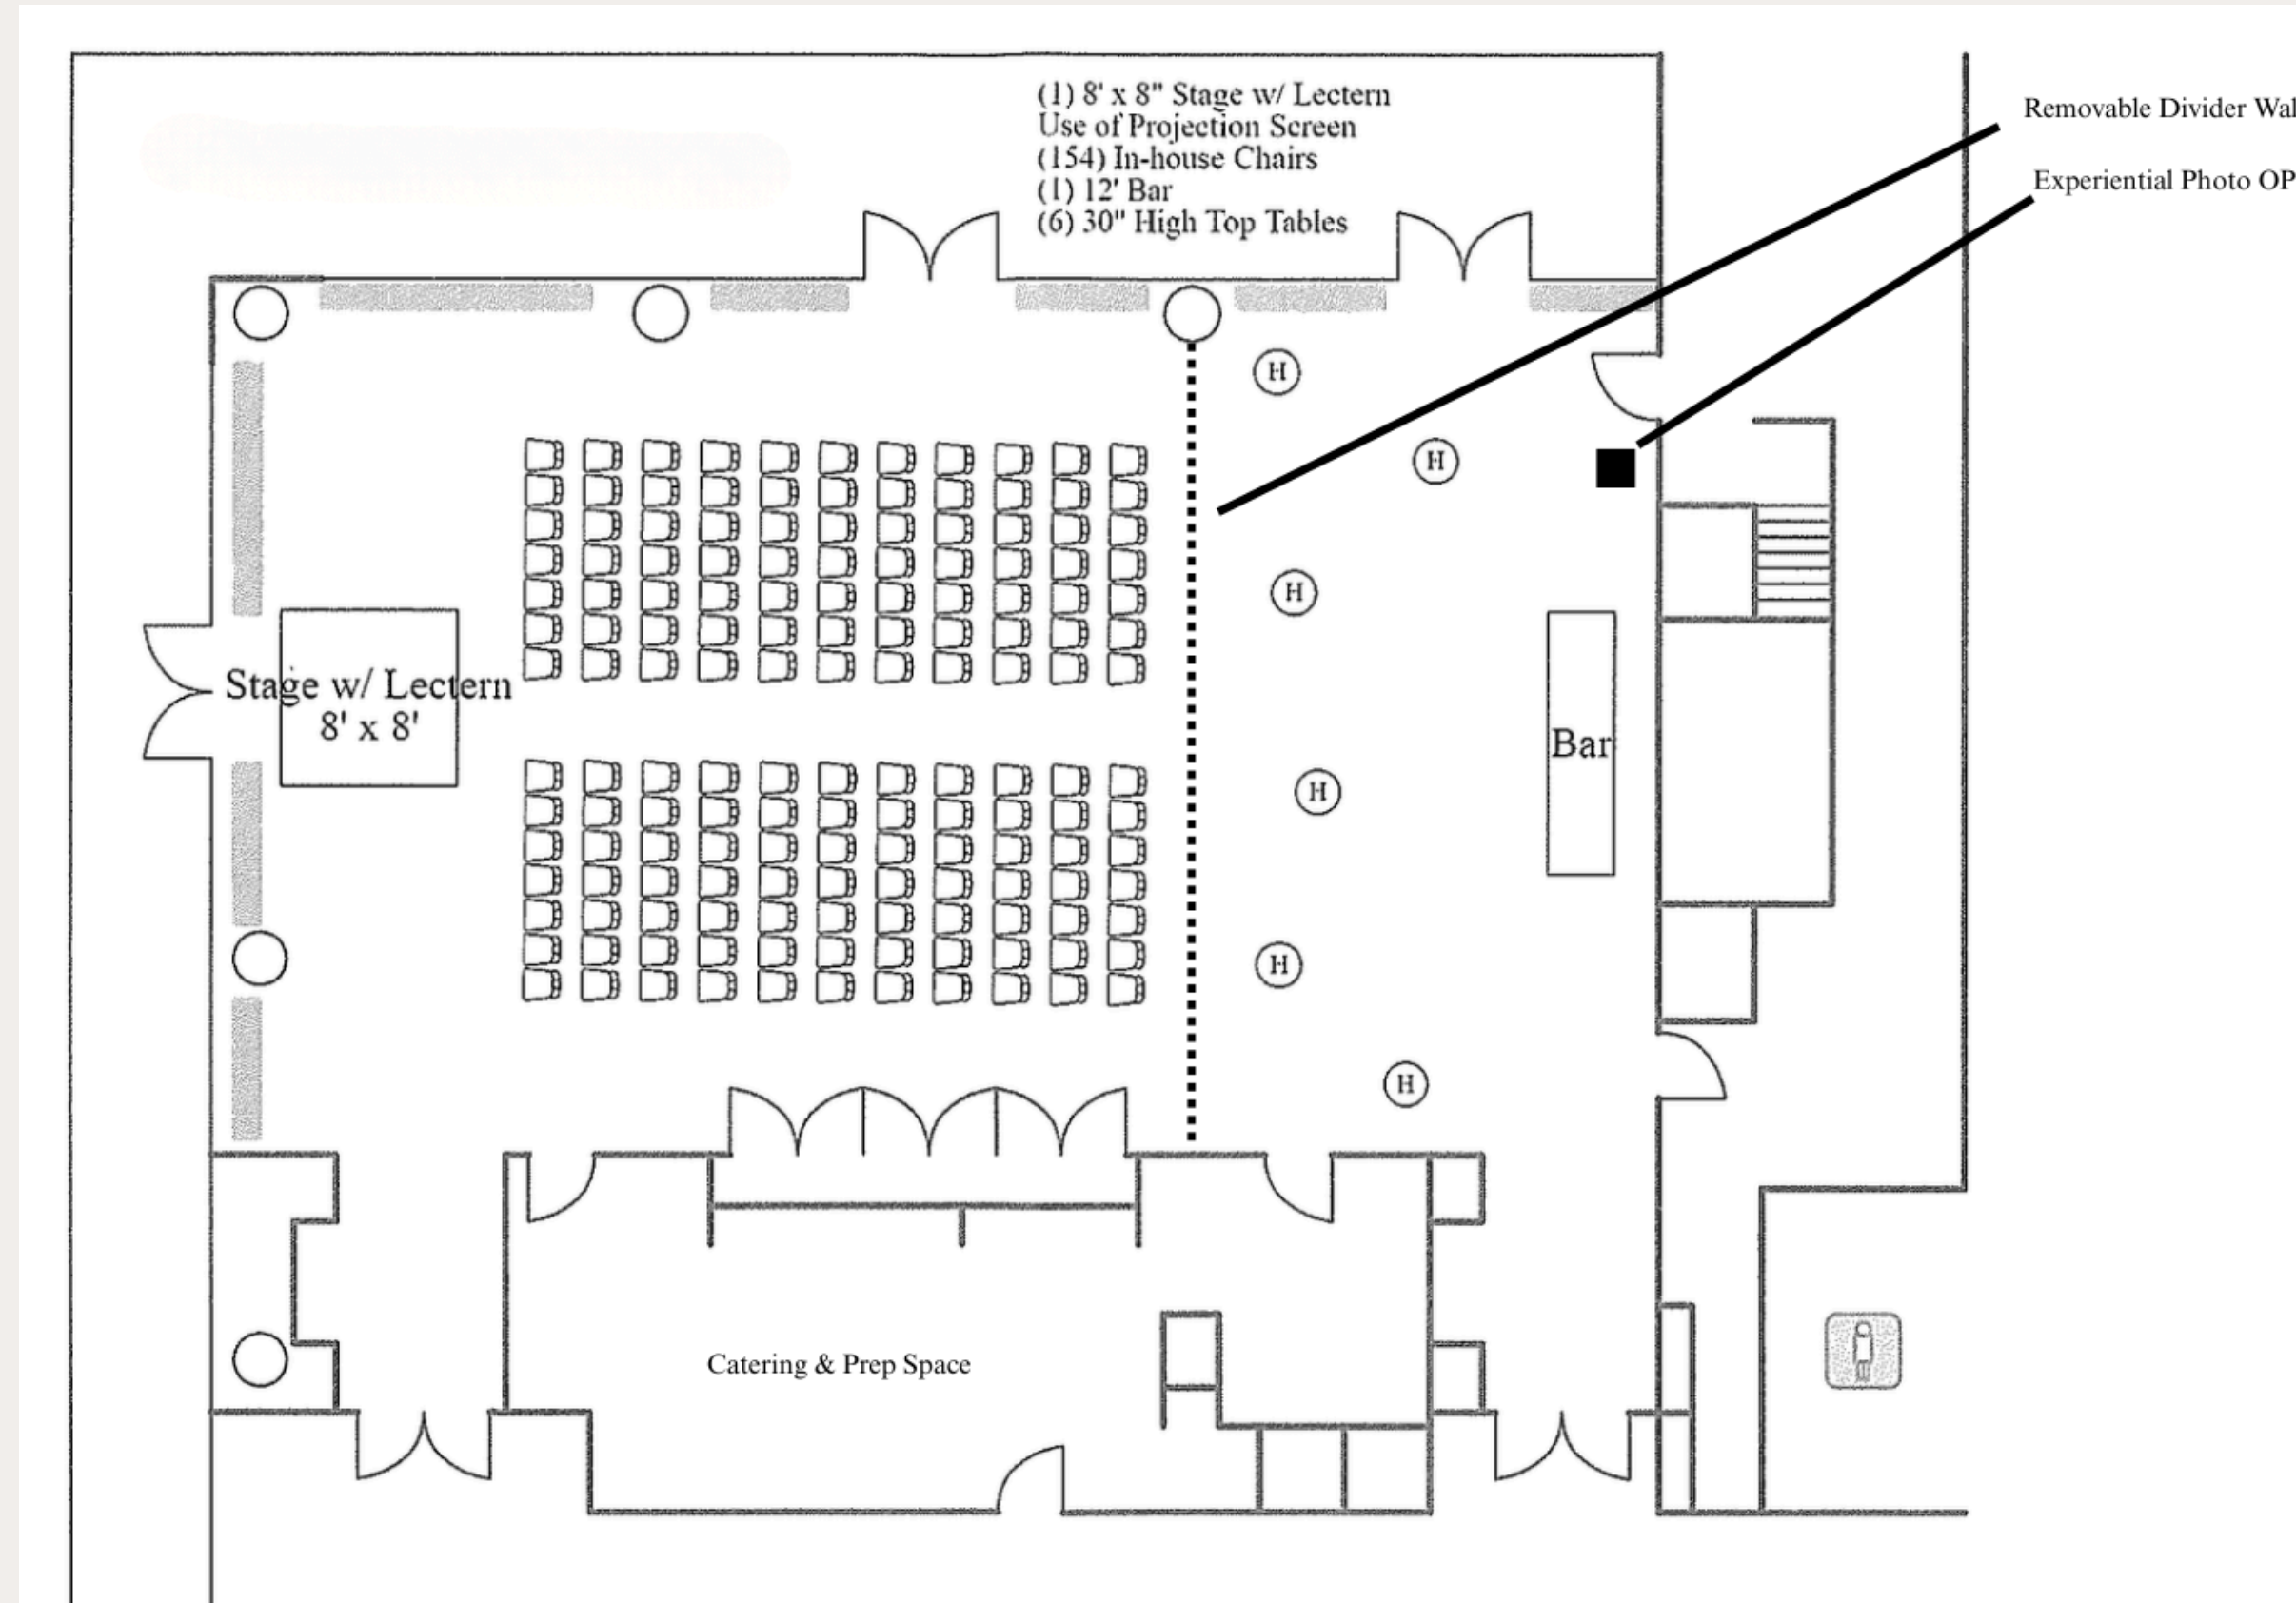 (1) 8' x 8" Stage w/ Lectern
Use of Projection Screen
(154) In-house Chairs
(1) 12' Bar
(6) 30" High Top Tables
Removable Divider Wal
Experiential Photo OP
H
H
H
Stage w/ Lectern
8' x 8'
Bar
H
H
H
Catering & Prep Space